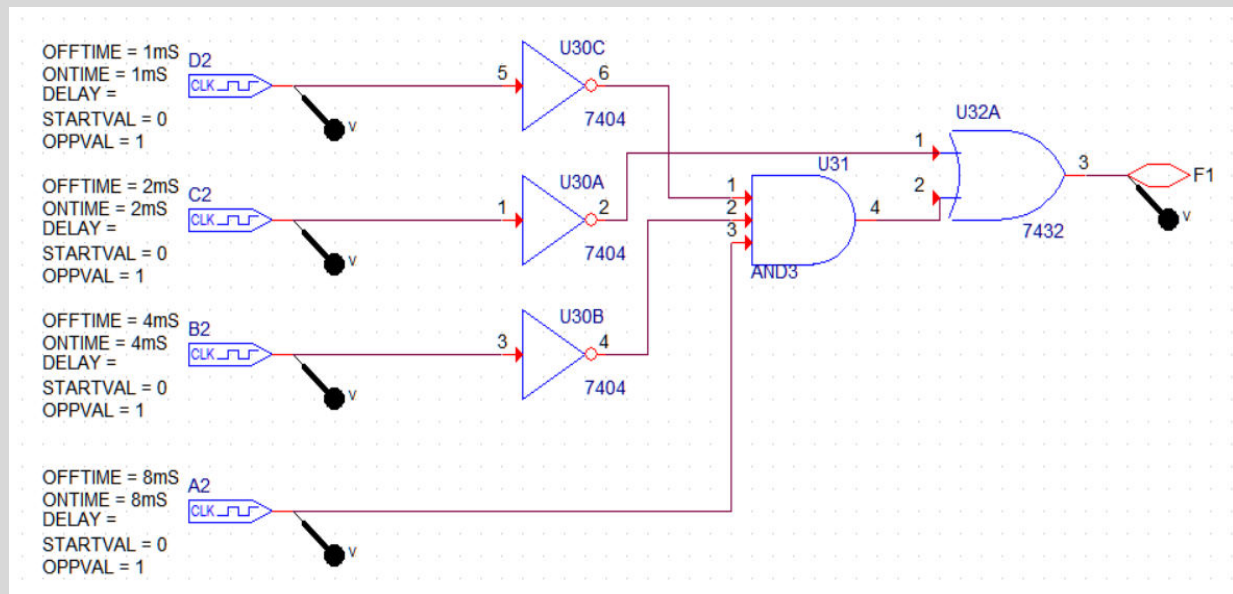 OFFTIME = 1mS
ONTIME = 1mS
DELAY =
STARTVAL = 0
OPPVAL = 1
D2
CLK
V
5
U30C
6
7404
OFFTIME = 2mS
ONTIME = 2mS
DELAY =
STARTVAL = 0
OPPVAL = 1
C2
CLK
V
1
U30A
2
7404
OFFTIME = 4mS
ONTIME = 4mS
DELAY =
STARTVAL = 0
OPPVAL = 1
B2
CLK
V
3
U30B
4
7404
OFFTIME = 8mS
ONTIME = 8mS
DELAY =
STARTVAL = 0
OPPVAL = 1
A2
CLK
V
U31
1
2
3
4
AND3
U32A
1
2
3
7432
F1
V